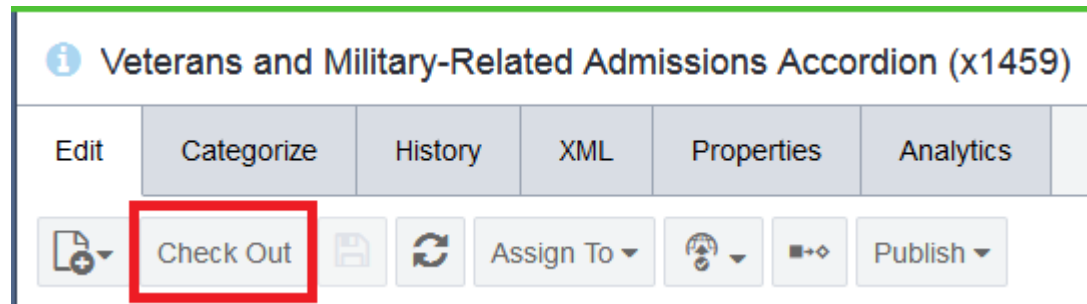 Veterans and Military-Related Admissions Accordion (x1459)
Edit Categorize History XML Properties Analytics
Check Out Assign To Publish